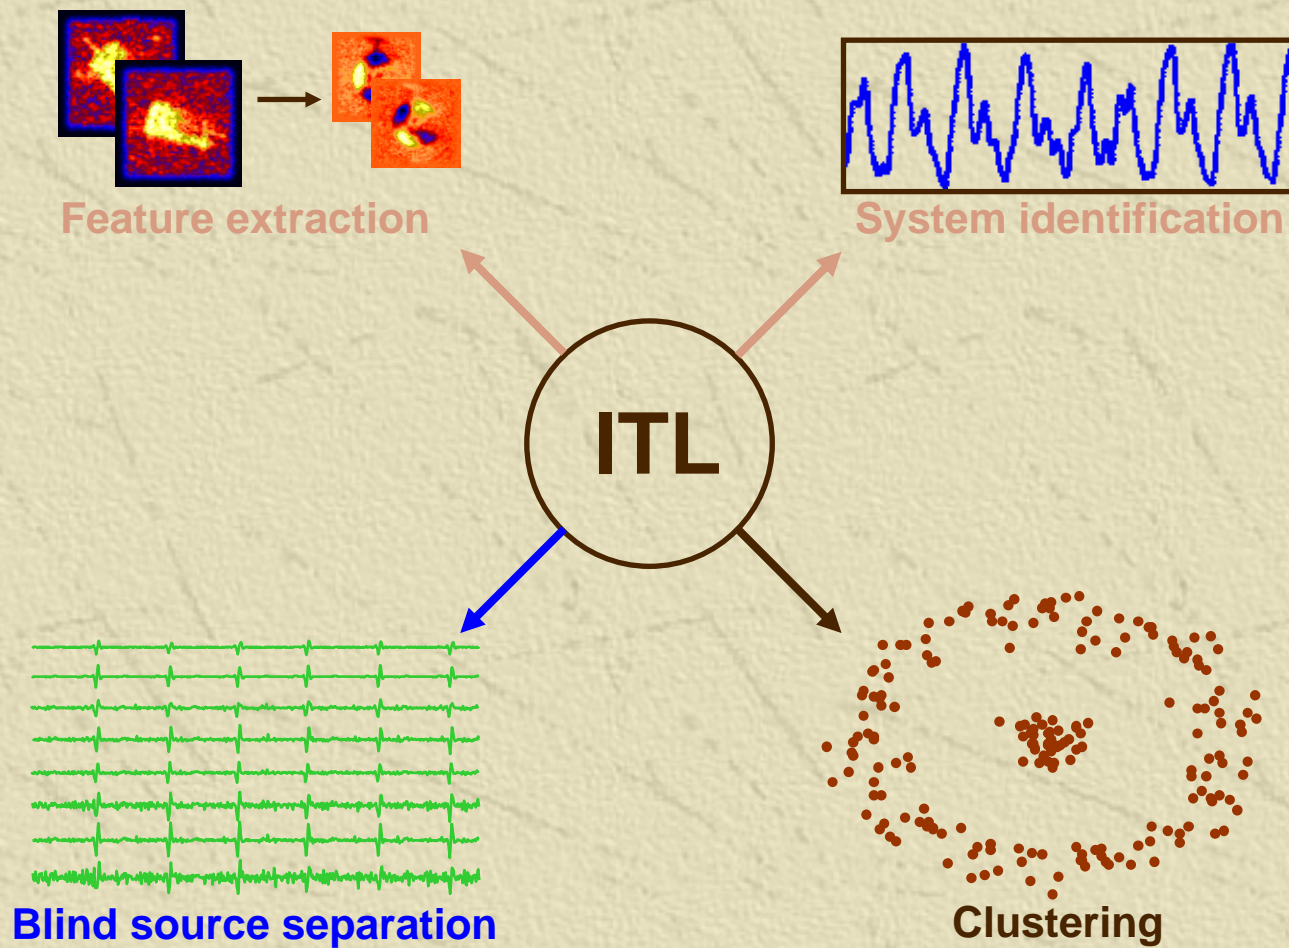 Feature extraction
System identification
ITL
Blind source separation
Clustering